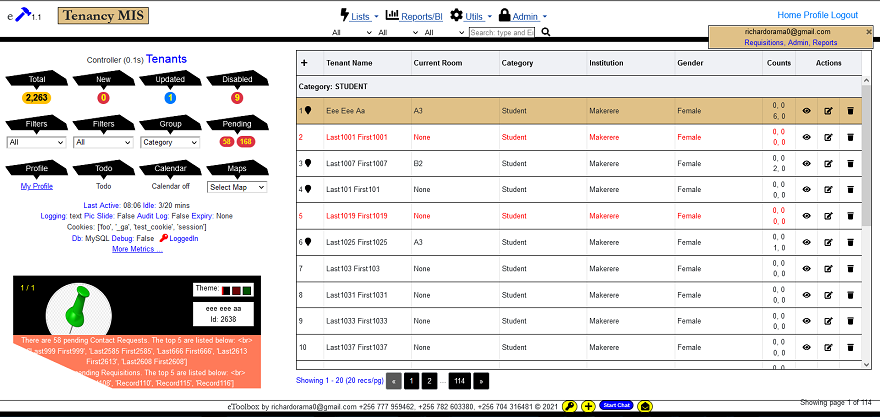 e 1.1 Tenancy MIS Lists Reports/BI Utils Admin Home Profile Logout
All All All Search: type and E
richardorama0@gmail.com
Requisitions, Admin, Reports
Controller (0.1s) Tenants
Total New Updated Disabled
2,263 0 1 9
Filters Filters Group Pending
All All Category 58 168
Profile Todo Calendar Maps
My Profile Todo Calendar off Select Map
Last Active: 08:06 Idle: 3/20 mins
Logging: text Pic Slide: False Audit Log: False Expiry: None
Cookies: ['foo', '_ga', 'test_cookie', 'session']
Db: MySQL Debug: False LoggedIn
More Metrics ...
1 / 1
Theme:
eee eee aa
Id: 2638
There are 58 pending Contact Requests. The top 5 are listed below: <br>
'Last999 First999', 'Last2585 First2585', 'Last666 First666', 'Last2613
First2613', 'Last2608 First2608']
pending Requisitions. The top 5 are listed below: <br>
'Record110', 'Record115', 'Record116']
+ Tenant Name Current Room Category Institution Gender Counts Actions
Category: STUDENT
1 Eee Eee Aa A3 Student Makerere Female 0, 0
6, 0
2 Last1001 First1001 None Student Makerere Female 0, 0
0, 0
3 Last1007 First1007 B2 Student Makerere Female 0, 0
2, 0
4 Last101 First101 None Student Makerere Female 0, 0
0, 0
5 Last1019 First1019 None Student Makerere Female 0, 0
0, 0
6 Last1025 First1025 A3 Student Makerere Female 0, 0
1, 0
7 Last103 First103 None Student Makerere Female 0, 0
0, 0
8 Last1031 First1031 None Student Makerere Female 0, 0
0, 0
9 Last1033 First1033 None Student Makerere Female 0, 0
0, 0
10 Last1037 First1037 None Student Makerere Female 0, 0
0, 0
0, 0
Showing 1 - 20 (20 recs/pg) « 1 2 ... 114 »
eToolbox by richardorama0@gmail.com +256 777 959462, +256 782 603380, +256 704 316481 © 2021 Start Chat
Showing page 1 of 114